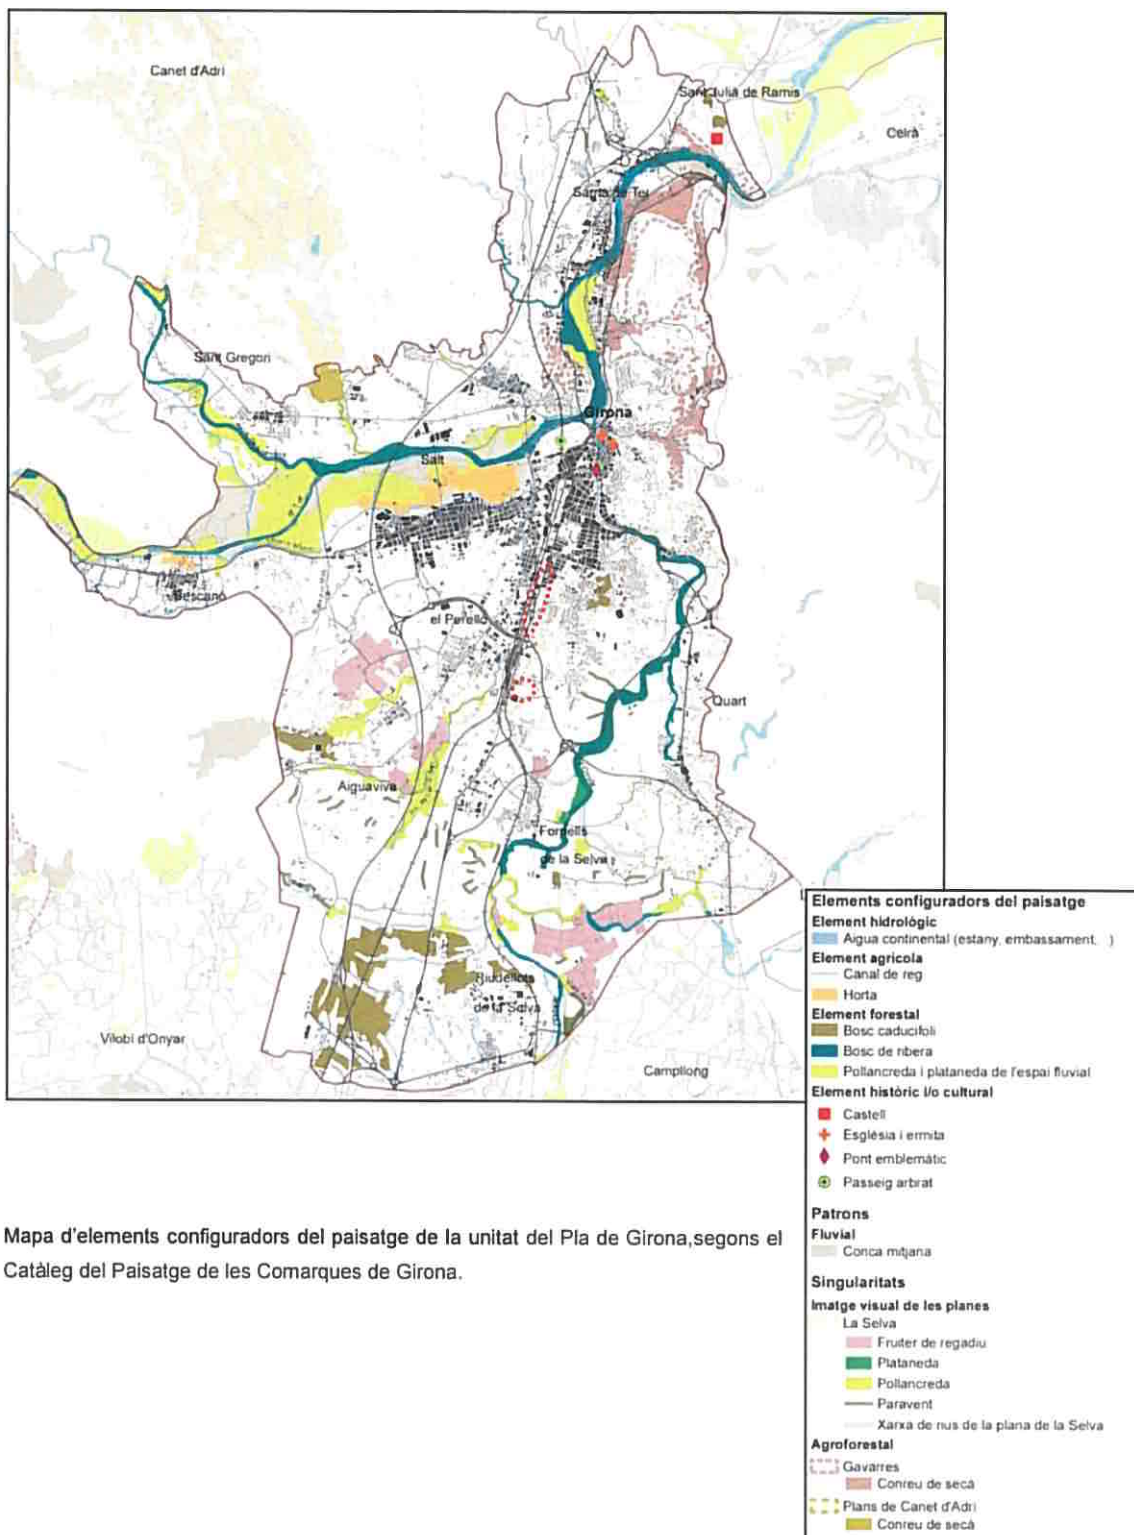 Canet d'Adri
Sant Julià de Ramis
Celrà
Sarrià de Ter
Sant Gregori
Girona
Salt
Bescanó
el Perelló
Quart
Aiguaviva
Fornells
de la Selva
Riudellots
de la Selva
Vilobí d'Onyar
Campllong
Elements configuradors del paisatge
Element hidrològic
Aigua continental (estany, embassament, )
Element agrícola
Canal de reg
Horta
Element forestal
Bosc caducifoli
Bosc de ribera
Pollancreda i plataneda de l'espai fluvial
Element històric i/o cultural
Castell
Església i ermita
Pont emblemàtic
Passeig arbrat
Patrons
Fluvial
Conca mitjana
Singularitats
Imatge visual de les planes
La Selva
Fruiter de regadiu
Plataneda
Pollancreda
Paravent
Xarxa de rius de la plana de la Selva
Agroforestal
Gavarres
Conreu de secà
Plans de Canet d'Adri
Conreu de secà
Mapa d'elements configuradors del paisatge de la unitat del Pla de Girona,segons el
Catàleg del Paisatge de les Comarques de Girona.